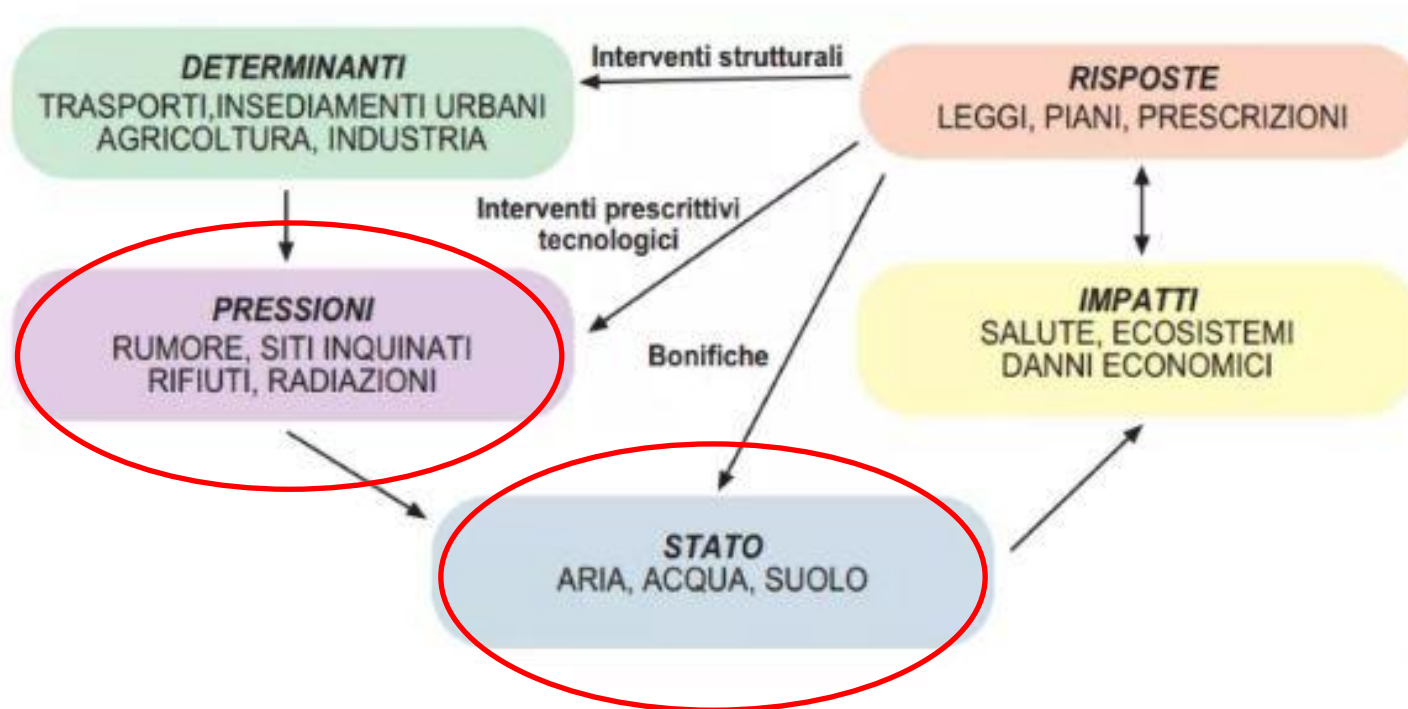 DETERMINANTI
TRASPORTI,INSEDIAMENTI URBANI
AGRICOLTURA, INDUSTRIA
Interventi strutturali
RISPOSTE
LEGGI, PIANI, PRESCRIZIONI
Interventi prescrittivi
tecnologici
PRESSIONI
RUMORE, SITI INQUINATI
RIFIUTI, RADIAZIONI
Bonifiche
IMPATTI
SALUTE, ECOSISTEMI
DANNI ECONOMICI
STATO
ARIA, ACQUA, SUOLO